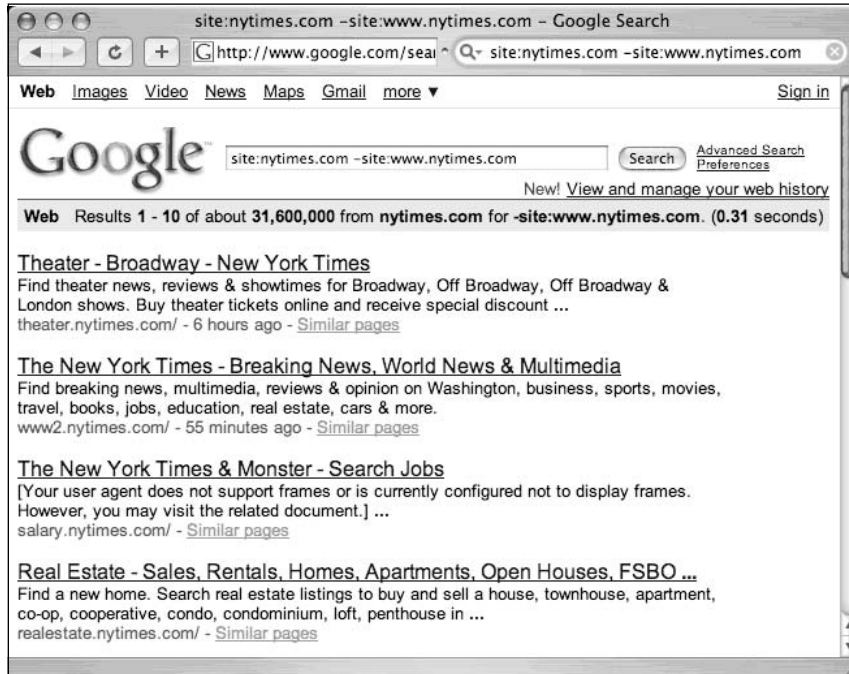 site:nytimes.com -site:www.nytimes.com - Google Search
G http://www.google.com/sear
site:nytimes.com -site:www.nytimes.com
Web Images Video News Maps Gmail more ▼ Sign in
Google
site:nytimes.com -site:www.nytimes.com
Search
Advanced Search
Preferences
New! View and manage your web history
Web Results 1 - 10 of about 31,600,000 from nytimes.com for -site:www.nytimes.com. (0.31 seconds)
Theater - Broadway - New York Times
Find theater news, reviews & showtimes for Broadway, Off Broadway, Off Broadway &
London shows. Buy theater tickets online and receive special discount ...
theater.nytimes.com/ - 6 hours ago - Similar pages
The New York Times - Breaking News, World News & Multimedia
Find breaking news, multimedia, reviews & opinion on Washington, business, sports, movies,
travel, books, jobs, education, real estate, cars & more.
www2.nytimes.com/ - 55 minutes ago - Similar pages
The New York Times & Monster - Search Jobs
[Your user agent does not support frames or is currently configured not to display frames.
However, you may visit the related document.] ...
salary.nytimes.com/ - Similar pages
Real Estate - Sales, Rentals, Homes, Apartments, Open Houses, FSBO ...
Find a new home. Search real estate listings to buy and sell a house, townhouse, apartment,
co-op, cooperative, condo, condominium, loft, penthouse in ...
realestate.nytimes.com/ - Similar pages